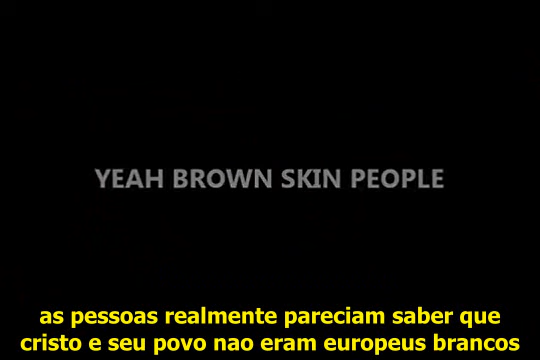 YEAH BROWN SKIN PEOPLE
as pessoas realmente pareciam saber que
cristo e seu povo nao eram europeus brancos